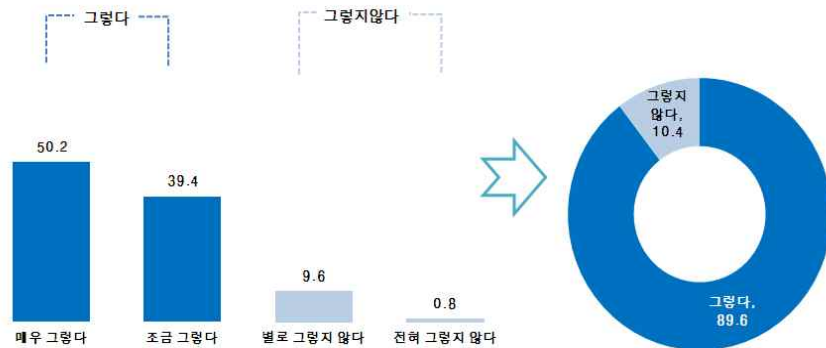 그렇다
그렇지않다
50.2
39.4
9.6
0.8
매우 그렇다
조금 그렇다
별로 그렇지 않다
전혀 그렇지 않다
그렇지
않다,
10.4
그렇다,
89.6